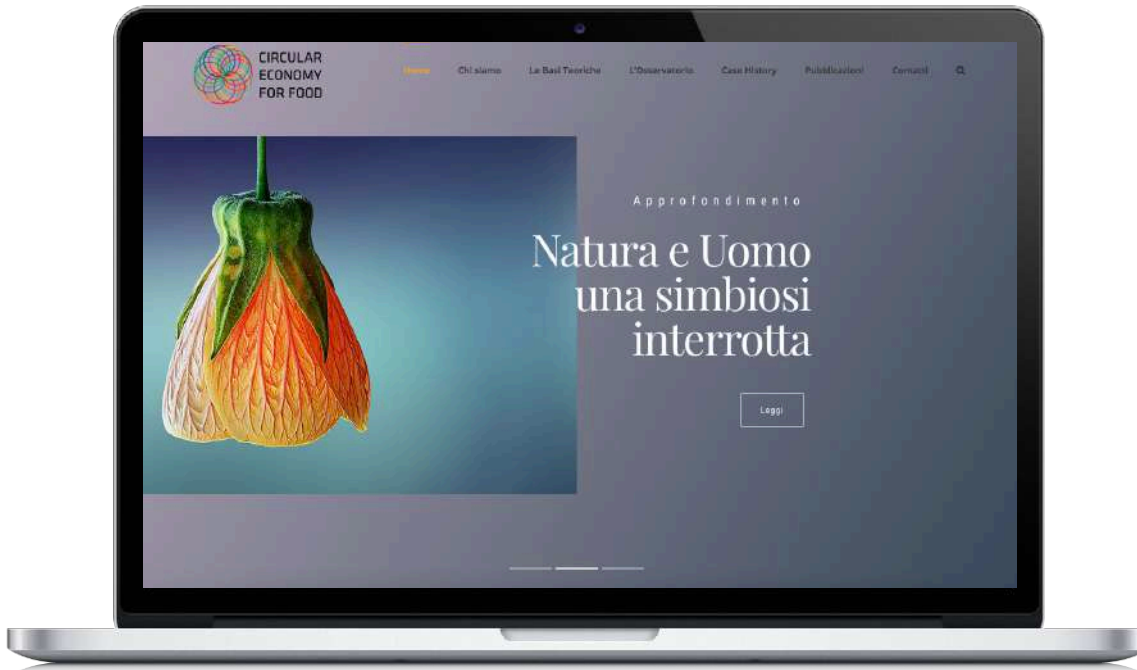 CIRCULAR
ECONOMY
FOR FOOD
Home Chi siamo Le Basi Teoriche L'Osservatorio Case History Pubblicazioni Contatti
Approfondimento
Natura e Uomo
una simbiosi
interrotta
Leggi